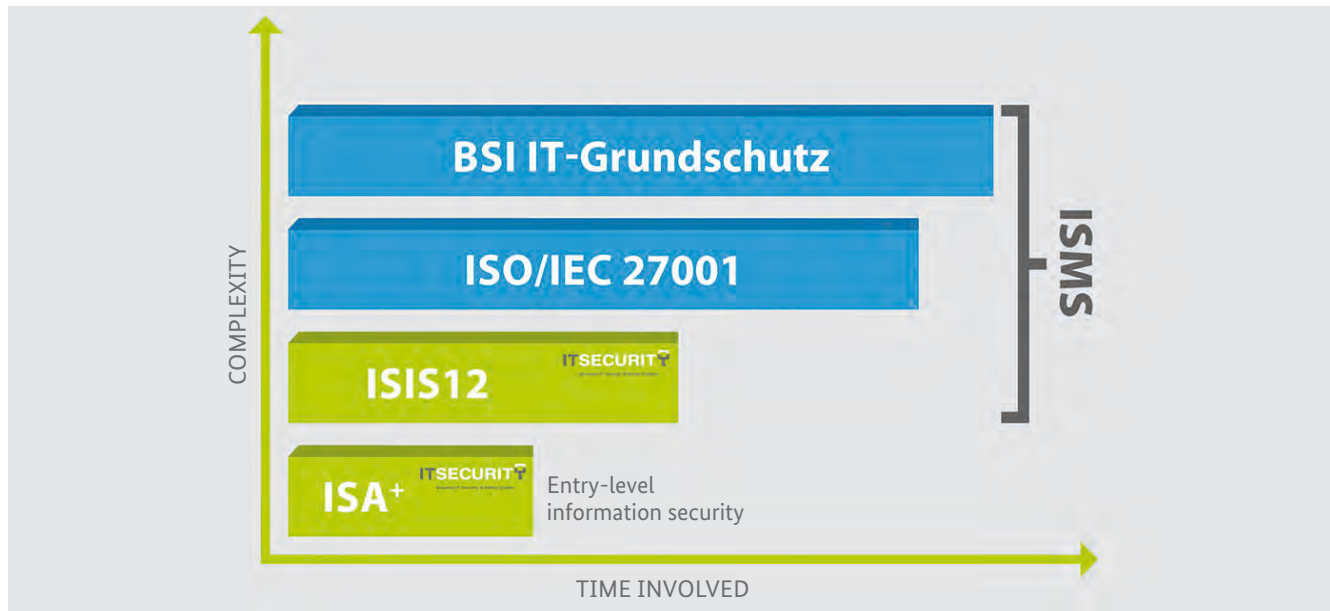 BSI IT-Grundschutz
ISO/IEC 27001
ISIS12
ITSECURITY
ISA+
ITSECURITY
Entry-level
information security
ISMS
COMPLEXITY
TIME INVOLVED